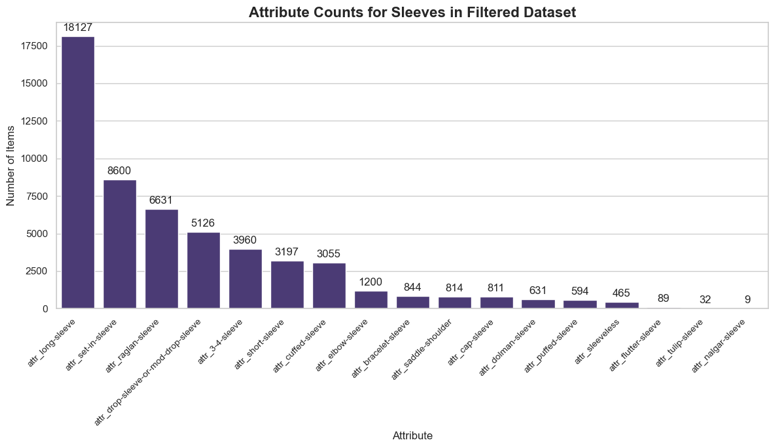 Attribute Counts for Sleeves in Filtered Dataset
18127
17500
15000
12500
10000
7500
5000
2500
0
8600
6631
5126
3960
3197
3055
1200
844
814
811
631
594
465
89
32
9
Number of Items
attr_long-sleeve
attr_set-in-sleeve
attr_raglan-sleeve
attr_drop-sleeve-or-mod-drop-sleeve
attr_3-4-sleeve
attr_short-sleeve
attr_cuffed-sleeve
attr_elbow-sleeve
attr_bracelet-sleeve
attr_saddle-shoulder
attr_cap-sleeve
attr_dolman-sleeve
attr_puffed-sleeve
attr_sleeveless
attr_flutter-sleeve
attr_tulip-sleeve
attr_nalgar-sleeve
Attribute